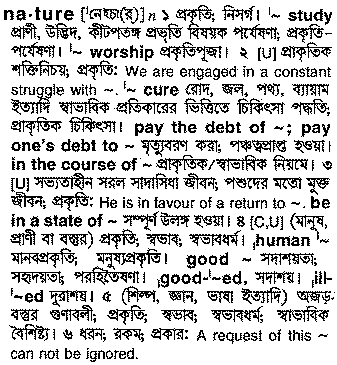 na·ture [ˈনেইচা(র্)] n ১ প্রকৃতি; নিসর্গ। ˈ~ study
প্রাণী, উদ্ভিদ, কীটপতঙ্গ প্রভৃতি বিষয়ক পর্যেষণা, প্রকৃতি-
পর্যেষণা। ˈ~ worship প্রকৃতিপূজা। ২ [U] প্রাকৃতিক
শক্তিনিচয়; প্রকৃতি: We are engaged in a constant
struggle with ~. ˈ~ cure রোদ, জল, পথ্য, ব্যায়াম
ইত্যাদি স্বাভাবিক প্রতিকারের ভিত্তিতে চিকিৎসা পদ্ধতি;
প্রাকৃতিক চিকিৎসা। pay the debt of ~; pay
one's debt to ~ মৃত্যুবরণ করা; পঞ্চত্বপ্রাপ্ত হওয়া।
in the course of ~ প্রাকৃতিক/স্বাভাবিক নিয়মে। ৩
[U] সভ্যতাহীন সরল সাদাসিধা জীবন; পশুদের মতো মুক্ত
জীবন; প্রকৃতি: He is in favour of a return to ~. be
in a state of ~ সম্পূর্ণ উলঙ্গ হওয়া। ৪ [C,U] (মানুষ,
প্রাণী বা বস্তুর) প্রকৃতি; স্বভাব; স্বভাবধর্ম। ˌhuman ˈ~
মানবপ্রকৃতি; মনুষ্যপ্রকৃতি। good ~ সদাশয়তা;
সহৃদয়তা; পরহিতৈষণা। ˌgood-ˈ~ed, সদাশয়। ˌill-
ˈ~ed দুরাশয়। ৫ (শিল্প, জ্ঞান, ভাষা ইত্যাদি) অজড়-
বস্তুর গুণাবলী; প্রকৃতি; স্বভাব; স্বভাবধর্ম; স্বাভাবিক
বৈশিষ্ট্য। ৬ ধরন; রকম; প্রকার: A request of this ~
can not be ignored.